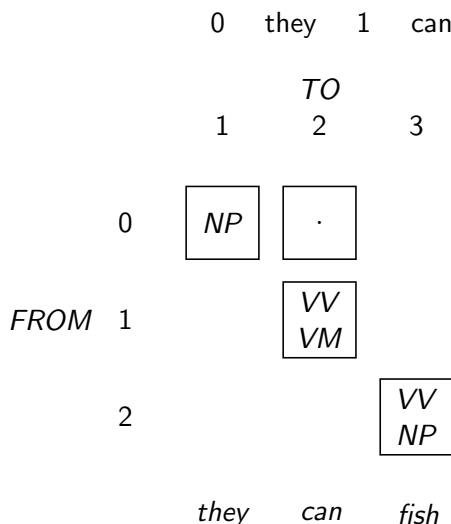 0 they 1 can
TO
1 2 3
0 NP .
VV
FROM 1
VM
VV
2
NP
they can fish